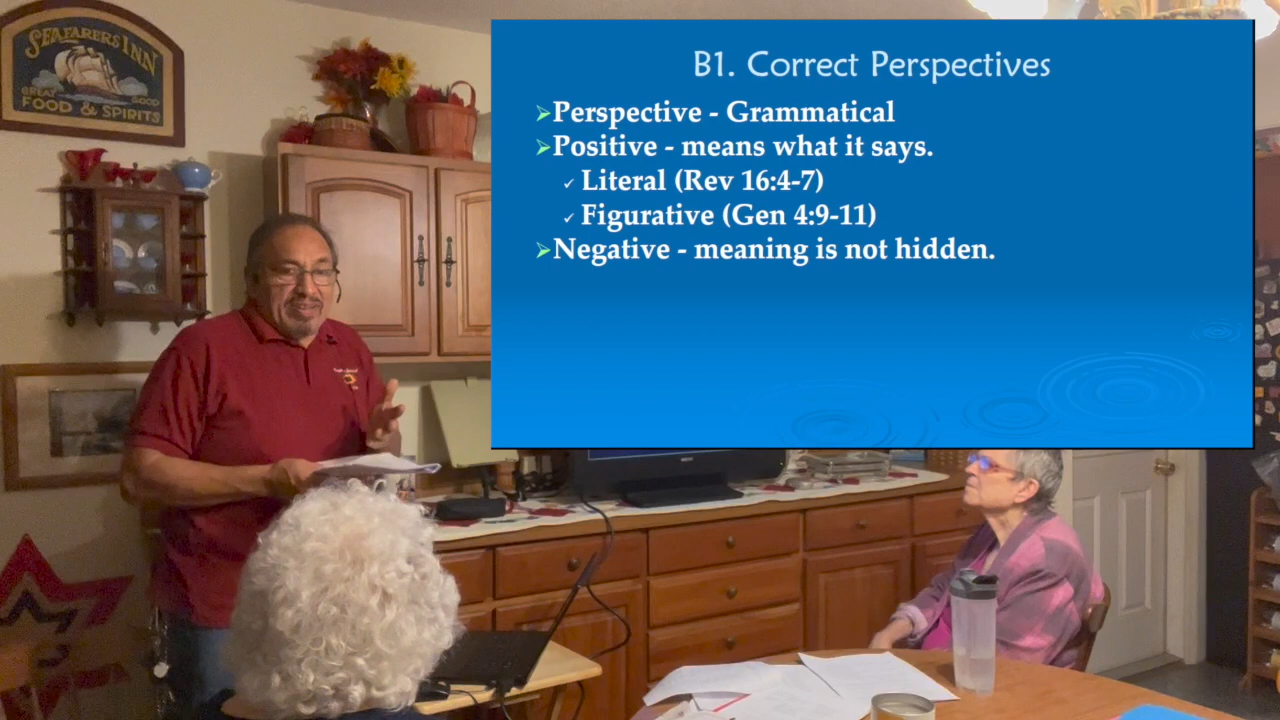 SEAFARERS INN
GREAT GOOD
FOOD & SPIRITS
B1. Correct Perspectives
➢Perspective - Grammatical
➢Positive - means what it says.
✓ Literal (Rev 16:4-7)
✓ Figurative (Gen 4:9-11)
➢Negative - meaning is not hidden.